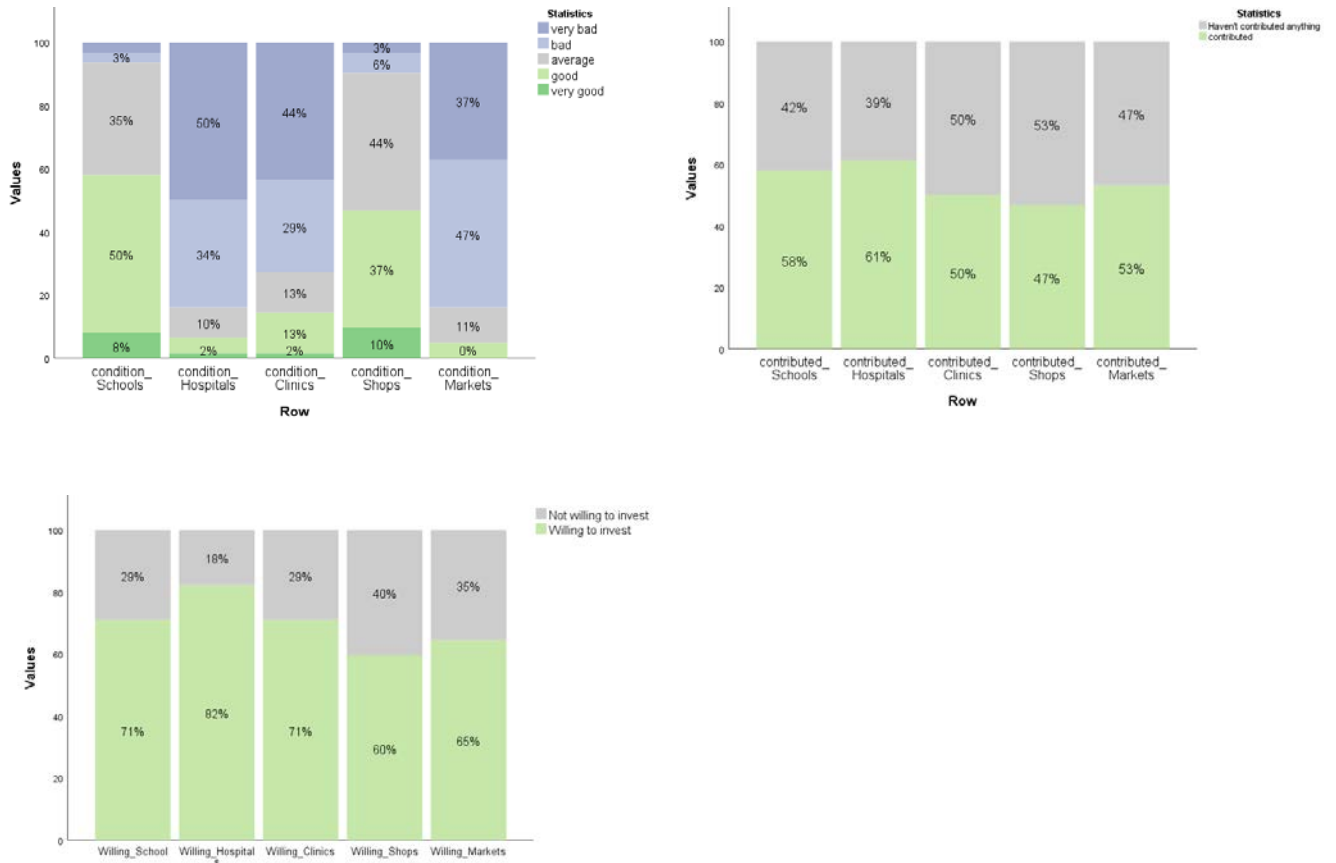 Statistics
very bad
bad
average
good
very good
Values
100
80
60
40
20
0
3%
35%
50%
8%
50%
34%
10%
2%
44%
29%
13%
13%
2%
3%
6%
44%
37%
10%
37%
47%
11%
0%
condition_
Schools
condition_
Hospitals
condition_
Clinics
condition_
Shops
condition_
Markets
Row
Statistics
Haven't contributed anything
contributed
Values
100
80
60
40
20
0
42%
39%
50%
53%
47%
58%
61%
50%
47%
53%
contributed_
Schools
contributed_
Hospitals
contributed_
Clinics
contributed_
Shops
contributed_
Markets
Row
Not willing to invest
Willing to invest
Values
100
80
60
40
20
0
29%
18%
29%
40%
35%
71%
82%
71%
60%
65%
Willing_School
Willing_Hospital
s
Willing_Clinics
Willing_Shops
Willing_Markets